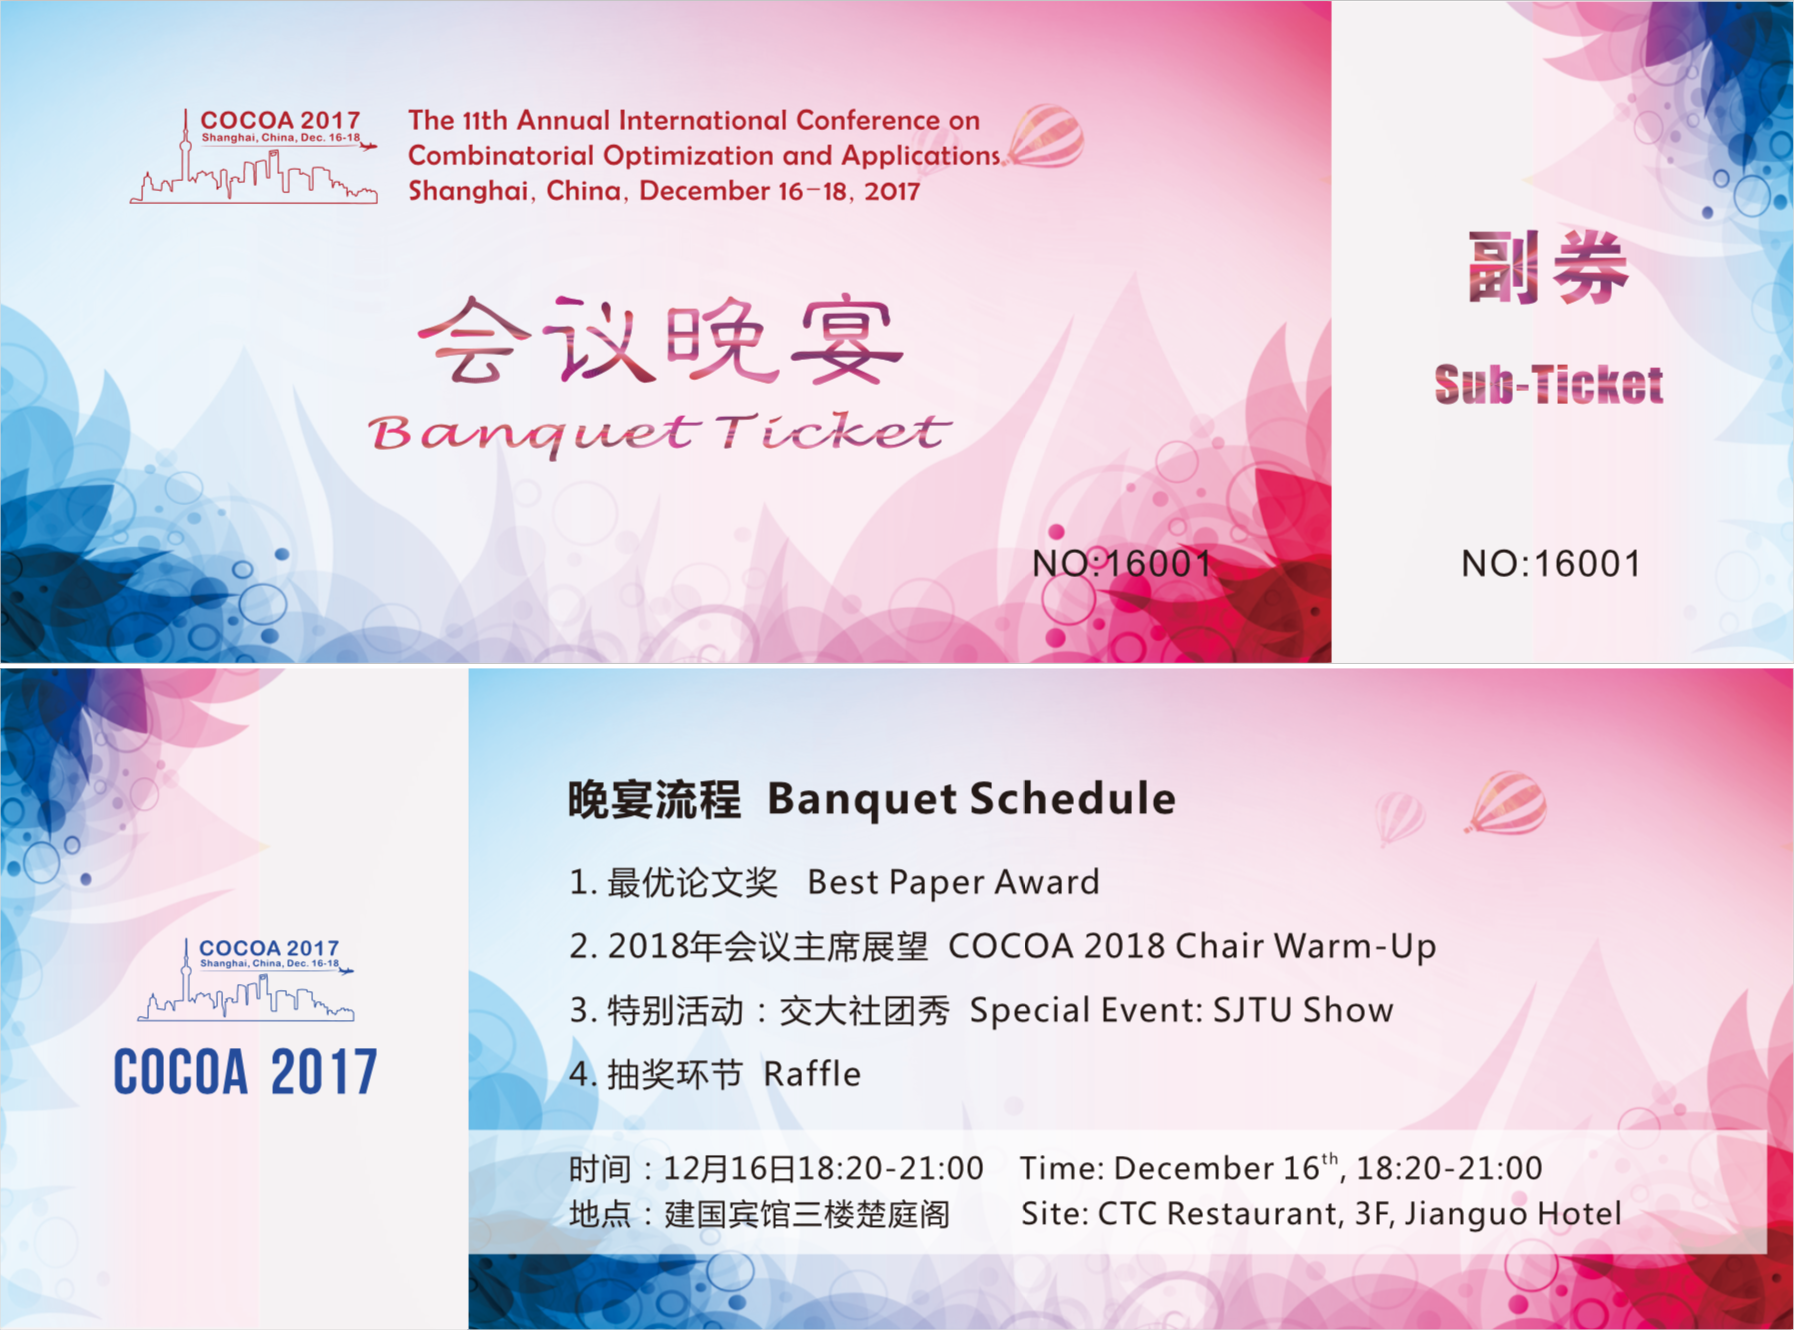 COCOA 2017
Shanghai, China, Dec. 16-18
The 11th Annual International Conference on
Combinatorial Optimization and Applications
Shanghai, China, December 16-18, 2017
会议晚宴
Banquet Ticket
NO:16001
副券
Sub-Ticket
NO:16001
COCOA 2017
Shanghai, China, Dec. 16-18
COCOA 2017
晚宴流程 Banquet Schedule
1. 最优论文奖 Best Paper Award
2. 2018年会议主席展望 COCOA 2018 Chair Warm-Up
3. 特别活动：交大社团秀 Special Event: SJTU Show
4. 抽奖环节 Raffle
时间：12月16日18:20-21:00 Time: December 16th, 18:20-21:00
地点：建国宾馆三楼楚庭阁 Site: CTC Restaurant, 3F, Jianguo Hotel